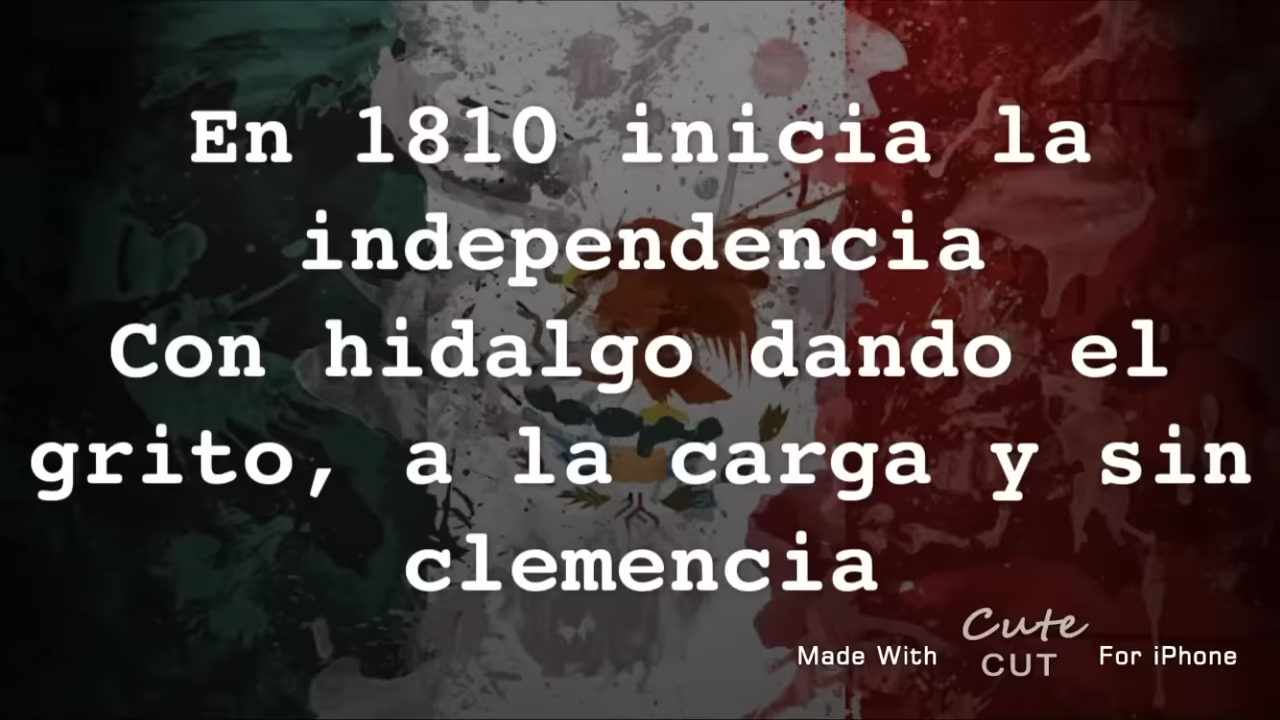 En 1810 inicia la
independencia
Con hidalgo dando el
grito, a la carga y sin
clemencia
Made With Cute CUT For iPhone